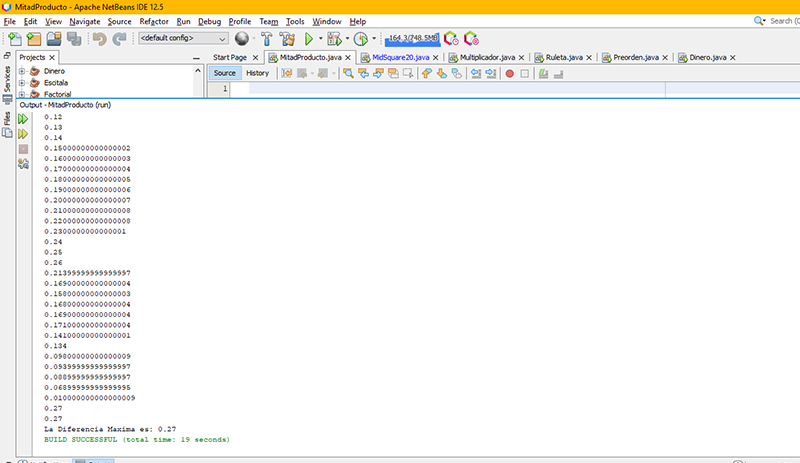 MitadProducto - Apache NetBeans IDE 12.5
File Edit View Navigate Source Refactor Run Debug Profile Team Tools IDE Window Help
<default config> 164.3/748.5MB
Projects Start Page MitadProducto.java MidSquare20.java Multiplicador.java Ruleta.java Preorden.java Dinero.java
Services
Files
Dinero
Escitala
Factorial
Source History
1
Output - MitadProducto (run)
0.12
0.13
0.14
0.15000000000000002
0.16000000000000003
0.17000000000000004
0.18000000000000005
0.19000000000000006
0.20000000000000007
0.21000000000000008
0.22000000000000008
0.2300000000000001
0.24
0.25
0.26
0.21399999999999997
0.16900000000000004
0.15800000000000003
0.16800000000000004
0.16900000000000004
0.17100000000000004
0.14100000000000001
0.134
0.09800000000000009
0.09399999999999997
0.08899999999999997
0.06899999999999995
0.010000000000000009
0.27
0.27
La Diferencia Maxima es: 0.27
BUILD SUCCESSFUL (total time: 19 seconds)